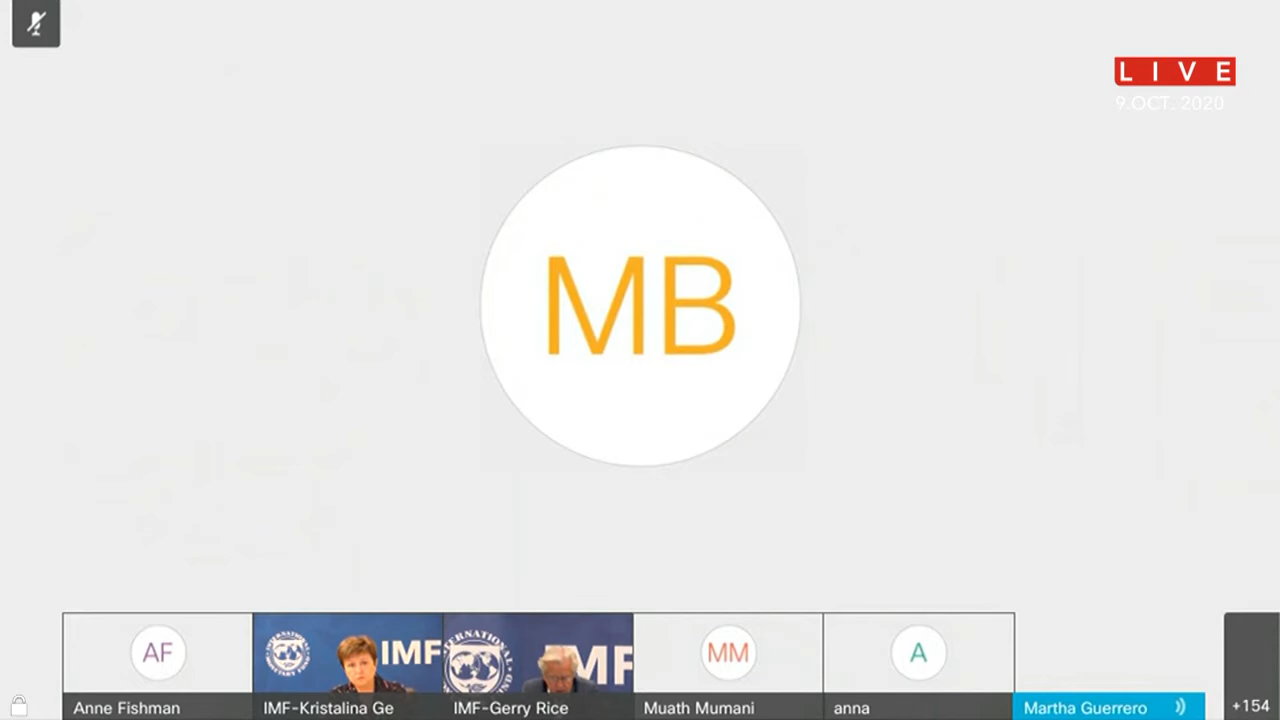 LIVE
9.OCT. 2020
MB
AF
IMF
INTERNATIONAL
IMF
MM
A
Anne Fishman
IMF-Kristalina Ge
IMF-Gerry Rice
Muath Mumani
anna
Martha Guerrero
+154